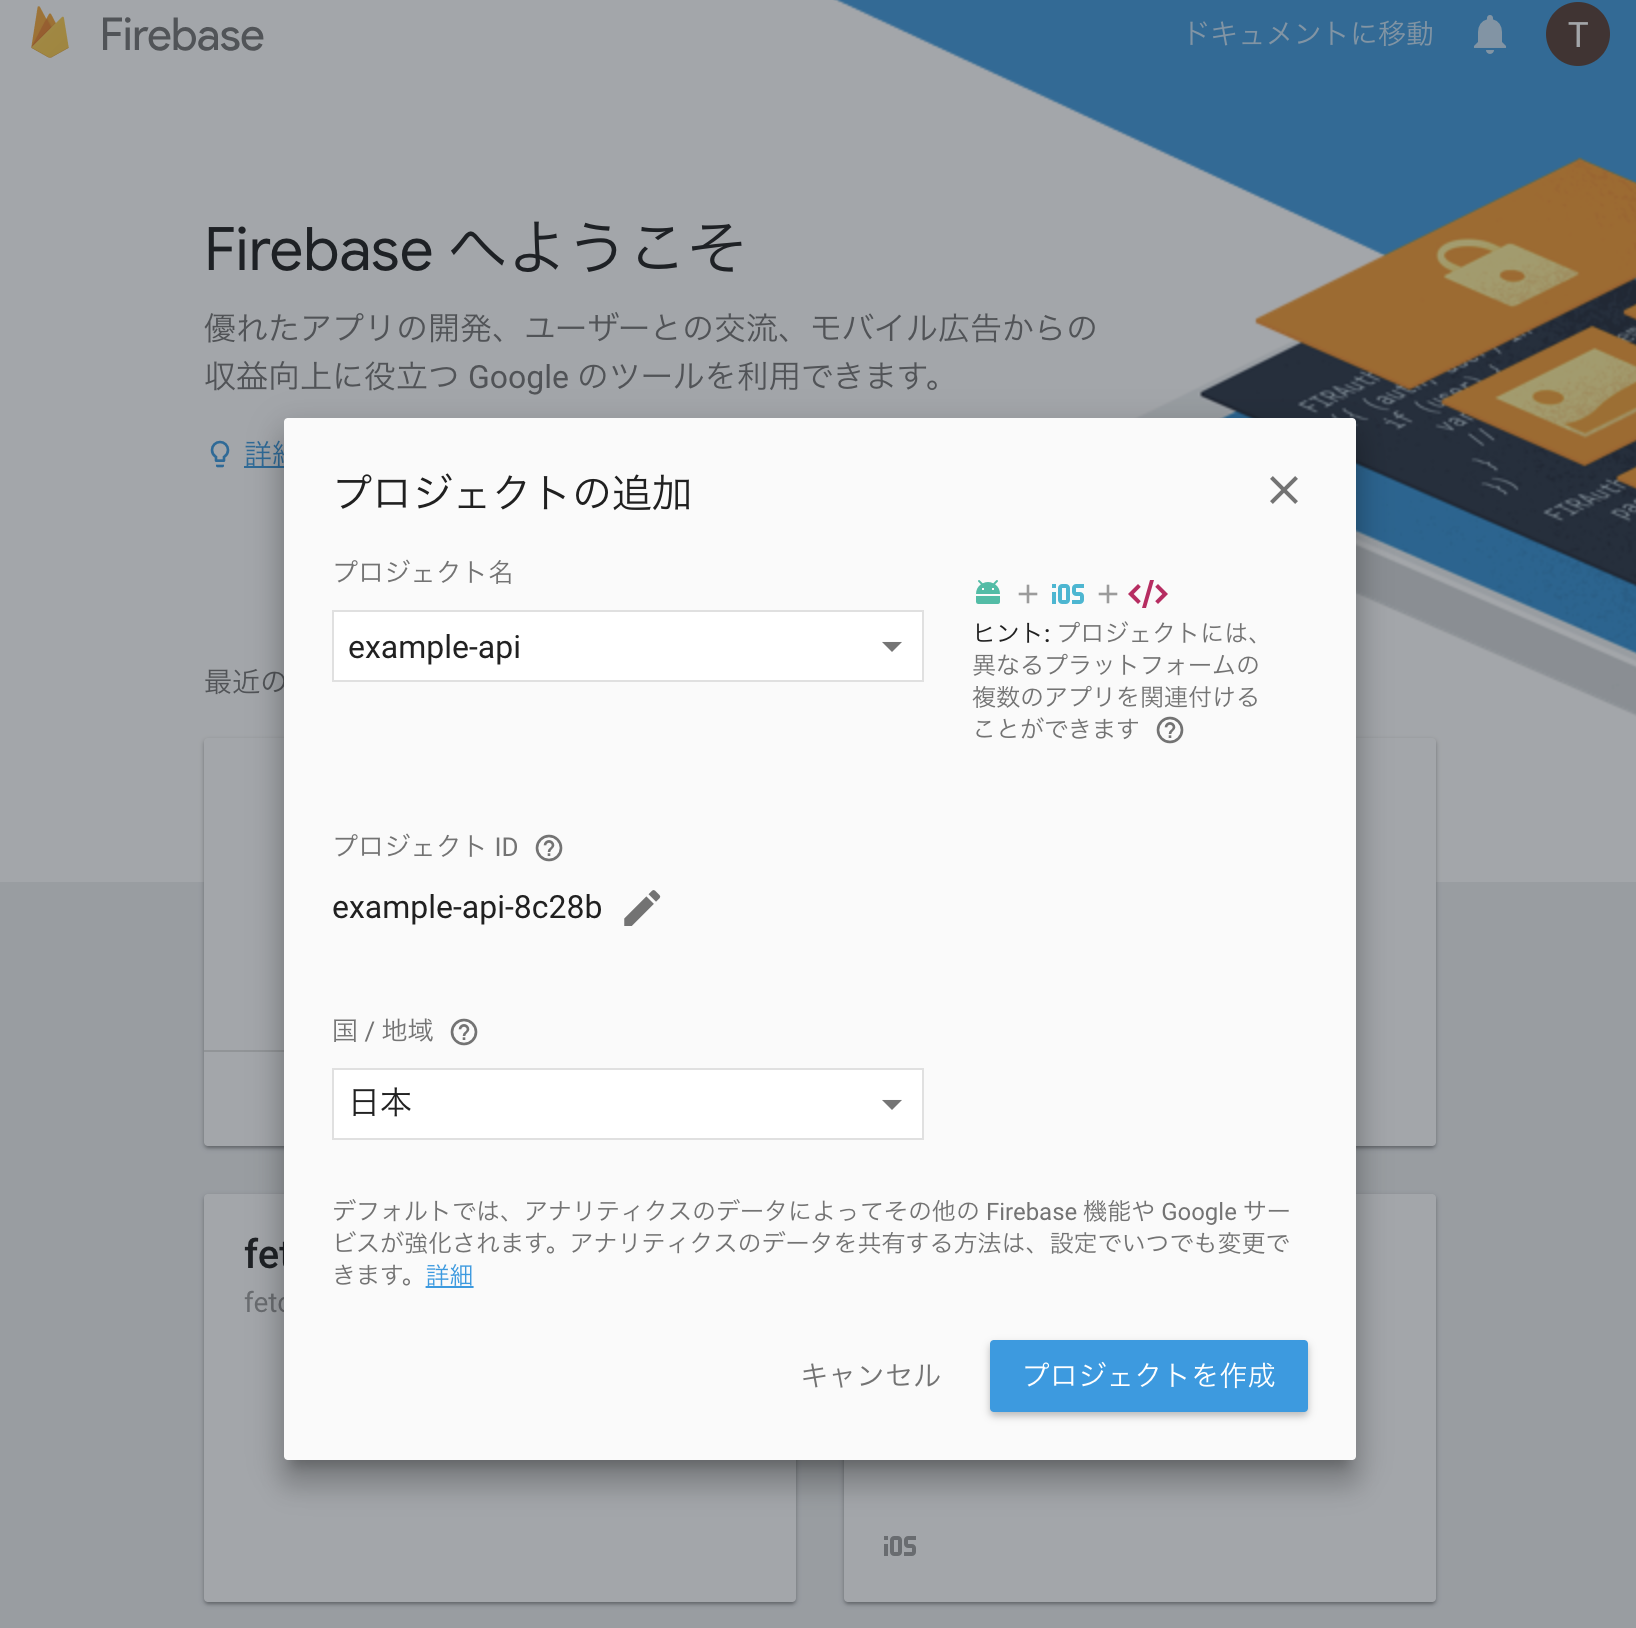 Firebase
ドキュメントに移動
T
Firebase へようこそ
優れたアプリの開発、ユーザーとの交流、モバイル広告からの
収益向上に役立つ Google のツールを利用できます。
プロジェクトの追加
プロジェクト名
example-api
iOS
ヒント: プロジェクトには、
異なるプラットフォームの
複数のアプリを関連付ける
ことができます
プロジェクト ID
example-api-8c28b
国 / 地域
日本
デフォルトでは、アナリティクスのデータによってその他の Firebase 機能や Google サー
ビスが強化されます。アナリティクスのデータを共有する方法は、設定でいつでも変更で
きます。詳細
キャンセル
プロジェクトを作成
最近の
iOS